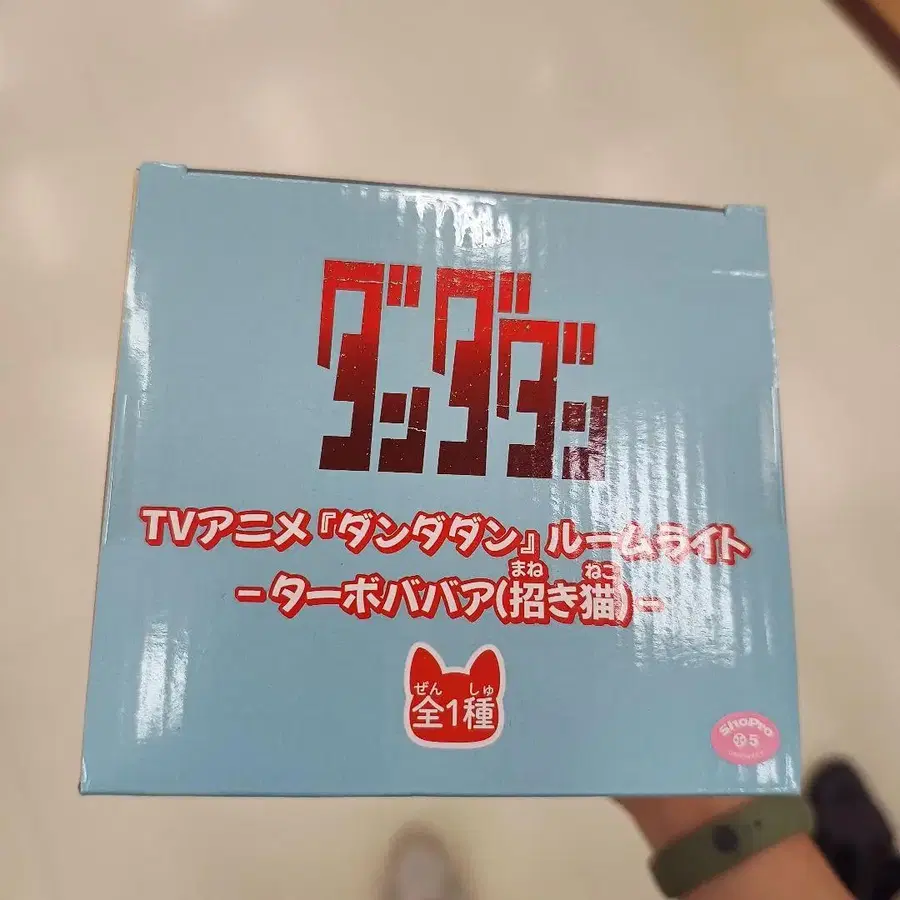 ダンダダン
TVアニメ『ダンダダン』ルームライト
まね ねこ
-ターボババア(招き猫)-
ぜん しゅ
全1種
ShoPro
5